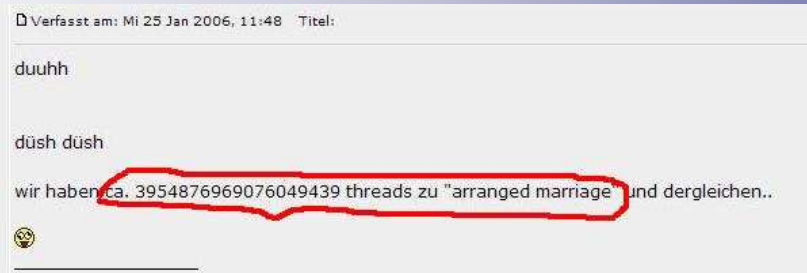 Verfasst am: Mi 25 Jan 2006, 11:48 Titel:
duuhh
düsh düsh
wir haben ca. 3954876969076049439 threads zu "arranged marriage" und dergleichen..